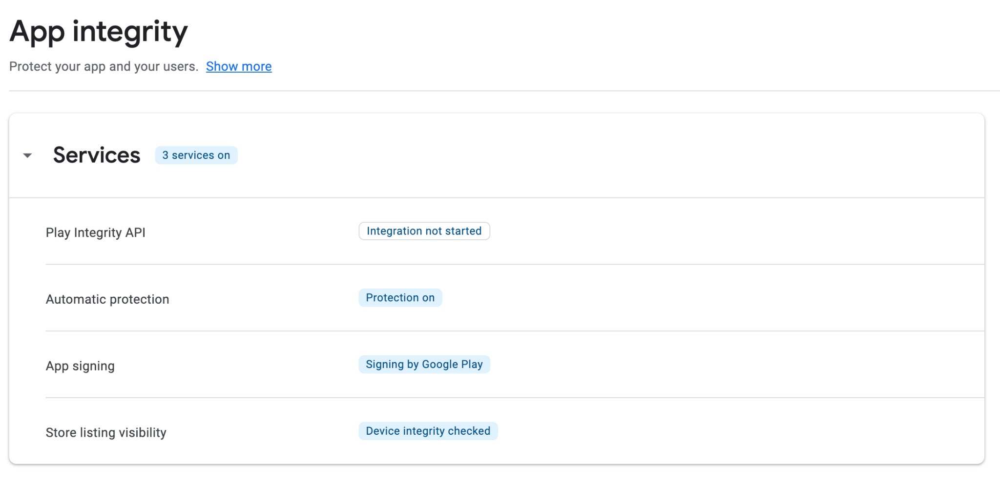 App integrity
Protect your app and your users. Show more
Services 3 services on
Play Integrity API Integration not started
Automatic protection Protection on
App signing Signing by Google Play
Store listing visibility Device integrity checked